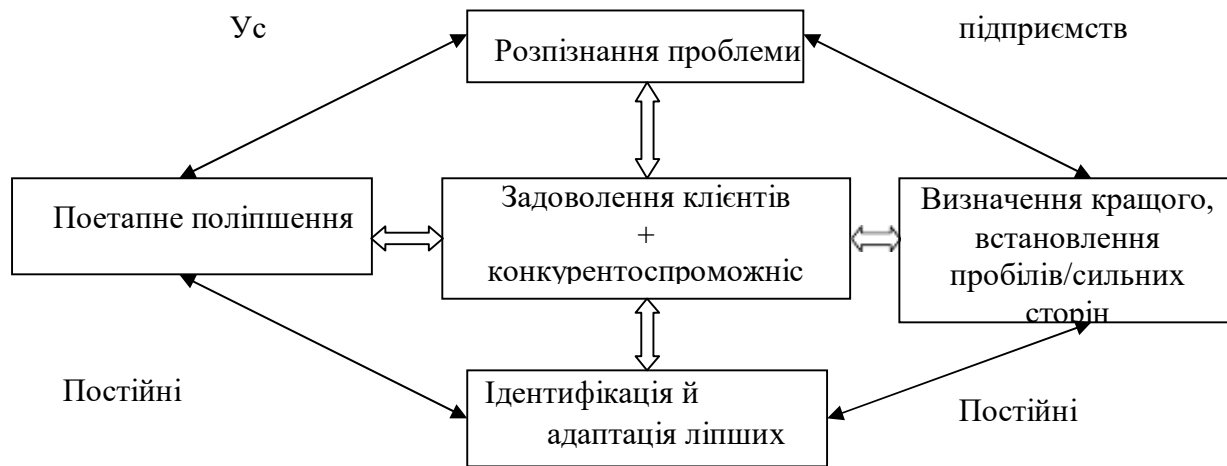 Ус
підприємств
Розпізнання проблеми
Поетапне поліпшення
Задоволення клієнтів
+
конкурентоспроможніс
Визначення кращого,
встановлення
пробілів/сильних
сторін
Постійні
Ідентифікація й
адаптація ліпших
Постійні